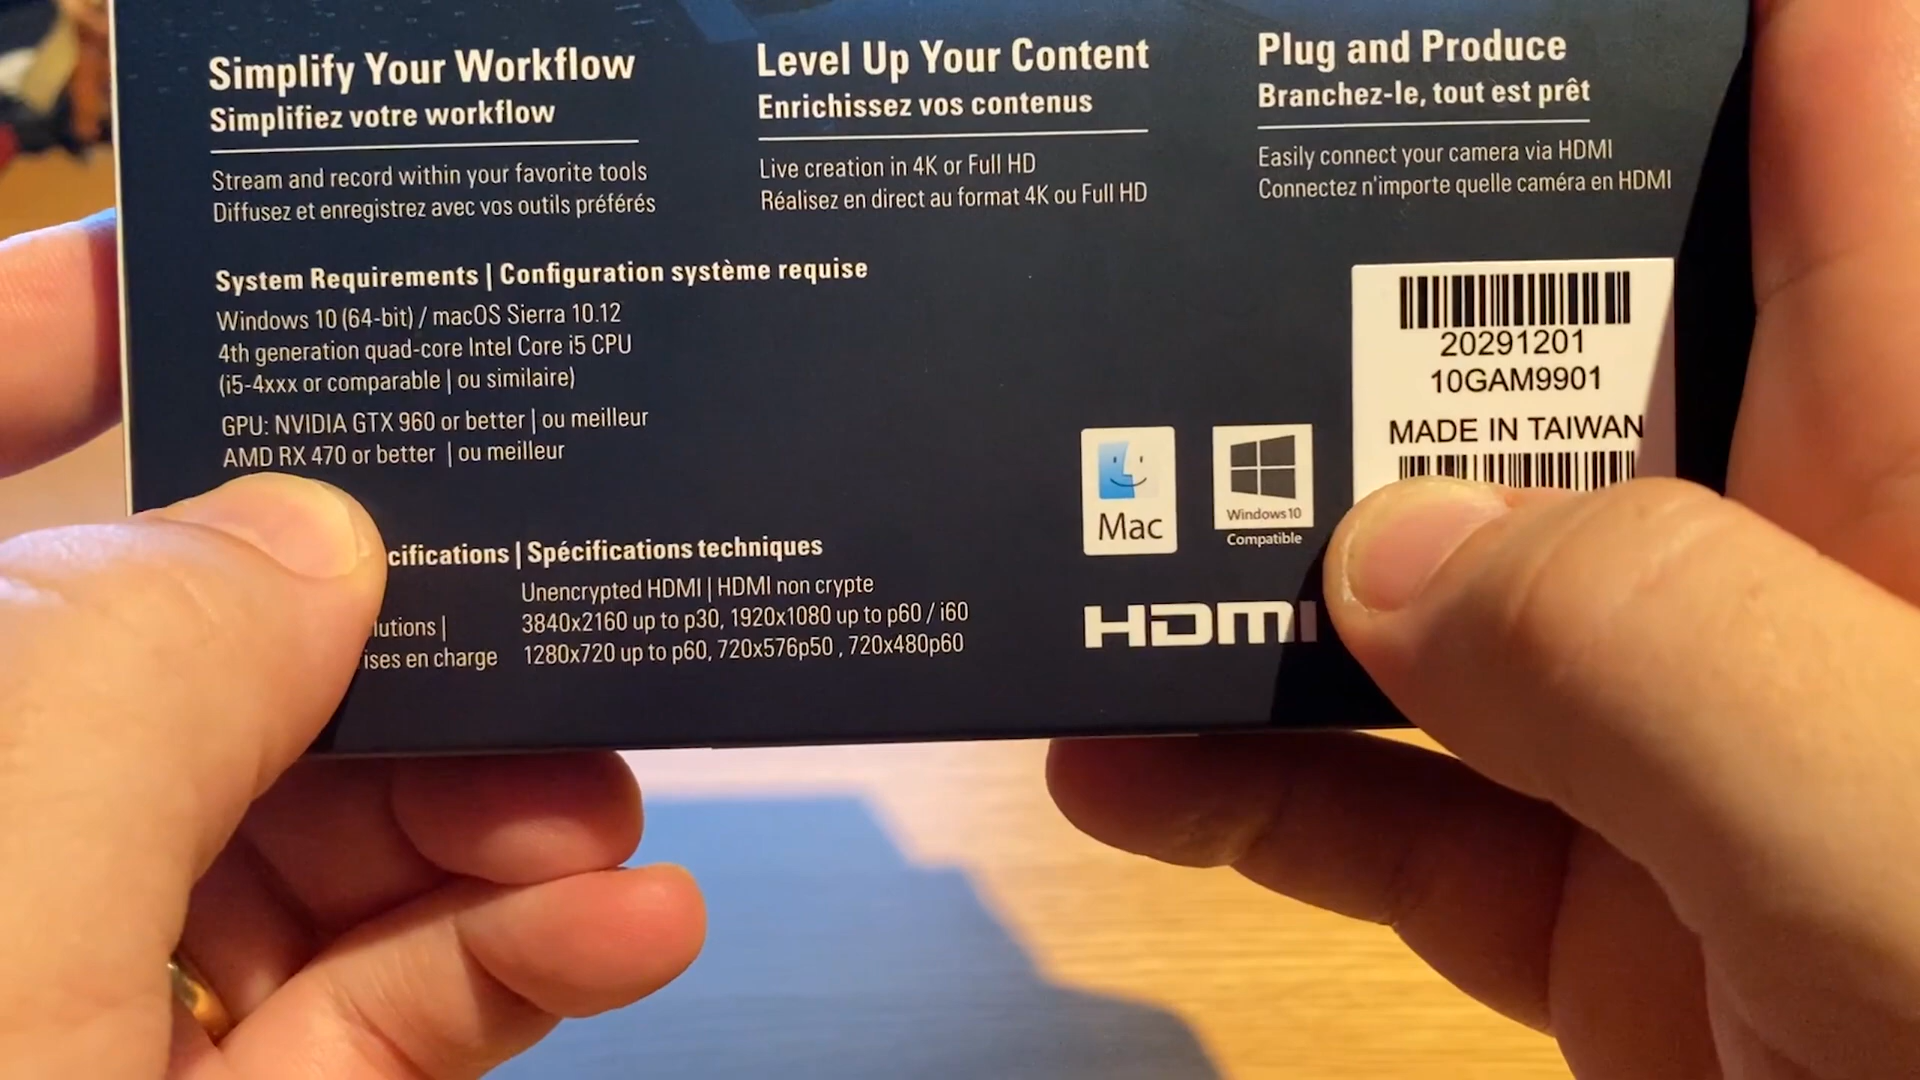 Simplify Your Workflow
Simplifiez votre workflow
Stream and record within your favorite tools
Diffusez et enregistrez avec vos outils préférés
Level Up Your Content
Enrichissez vos contenus
Live creation in 4K or Full HD
Réalisez en direct au format 4K ou Full HD
Plug and Produce
Branchez-le, tout est prêt
Easily connect your camera via HDMI
Connectez n'importe quelle caméra en HDMI
System Requirements | Configuration système requise
Windows 10 (64-bit) / macOS Sierra 10.12
4th generation quad-core Intel Core i5 CPU
(i5-4xxx or comparable | ou similaire)
GPU: NVIDIA GTX 960 or better | ou meilleur
AMD RX 470 or better | ou meilleur
20291201
10GAM9901
MADE IN TAIWAN
Mac
Windows 10
Compatible
HDMI
cifications | Spécifications techniques
Unencrypted HDMI | HDMI non crypte
lutions | 3840x2160 up to p30, 1920x1080 up to p60 / i60
ises en charge 1280x720 up to p60, 720x576p50 , 720x480p60